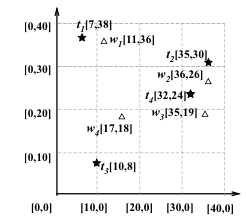 [0,40]
t1[7,38]
w1[11,36]
t2[35,30]
[0,30]
w2[36,26]
t4[32,24]
[0,20]
w3[35,19]
w4[17,18]
[0,10]
t3[10,8]
[0,0] [10,0] [20,0] [30,0] [40,0]